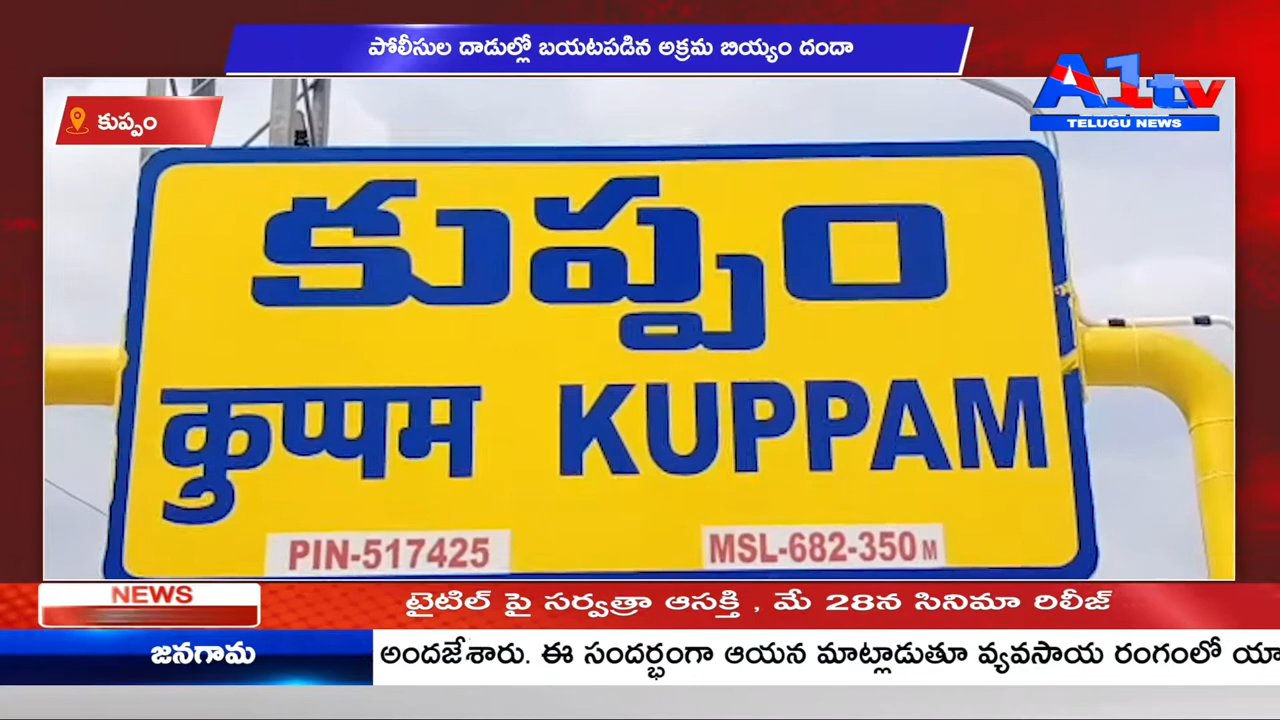 పోలీసుల దాడుల్లో బయటపడిన అక్రమ బియ్యం దందా
A1tv
TELUGU NEWS
కుప్పం
కుప్పం
कुप्पम KUPPAM
PIN-517425 MSL-682-350 M
NEWS
టైటిల్ పై సర్వత్రా ఆసక్తి , మే 28న సినిమా రిలీజ్
జనగామ
అందజేశారు. ఈ సందర్భంగా ఆయన మాట్లాడుతూ వ్యవసాయ రంగంలో యా